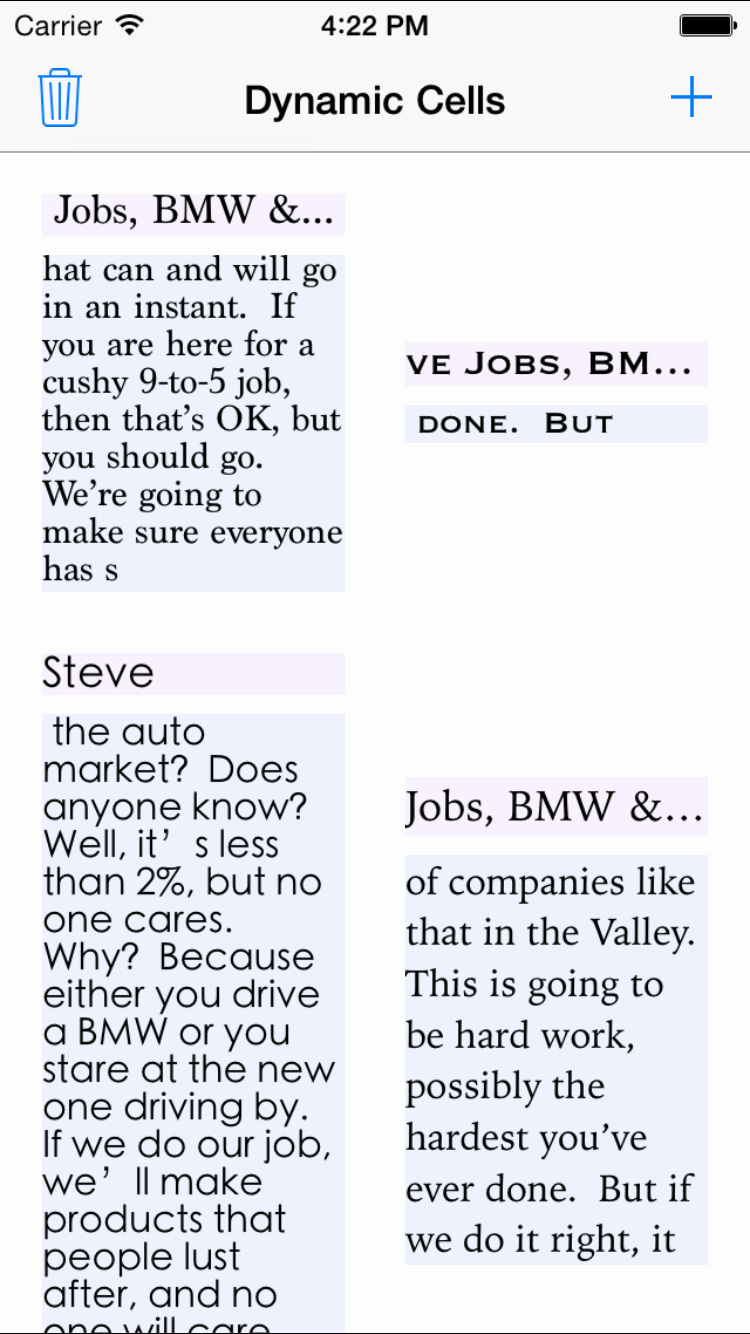 Carrier 4:22 PM
Dynamic Cells
Jobs, BMW &...
hat can and will go
in an instant.  If
you are here for a
cushy 9-to-5 job,
then that’s OK, but
you should go.
We’re going to
make sure everyone
has s
ve Jobs, BM...
done.  But
Steve
the auto
market?  Does
anyone know?
Well, it’s less
than 2%, but no
one cares.
Why?  Because
either you drive
a BMW or you
stare at the new
one driving by.
If we do our job,
we’ll make
products that
people lust
after, and no
one will care
Jobs, BMW &...
of companies like
that in the Valley.
This is going to
be hard work,
possibly the
hardest you’ve
ever done.  But if
we do it right, it